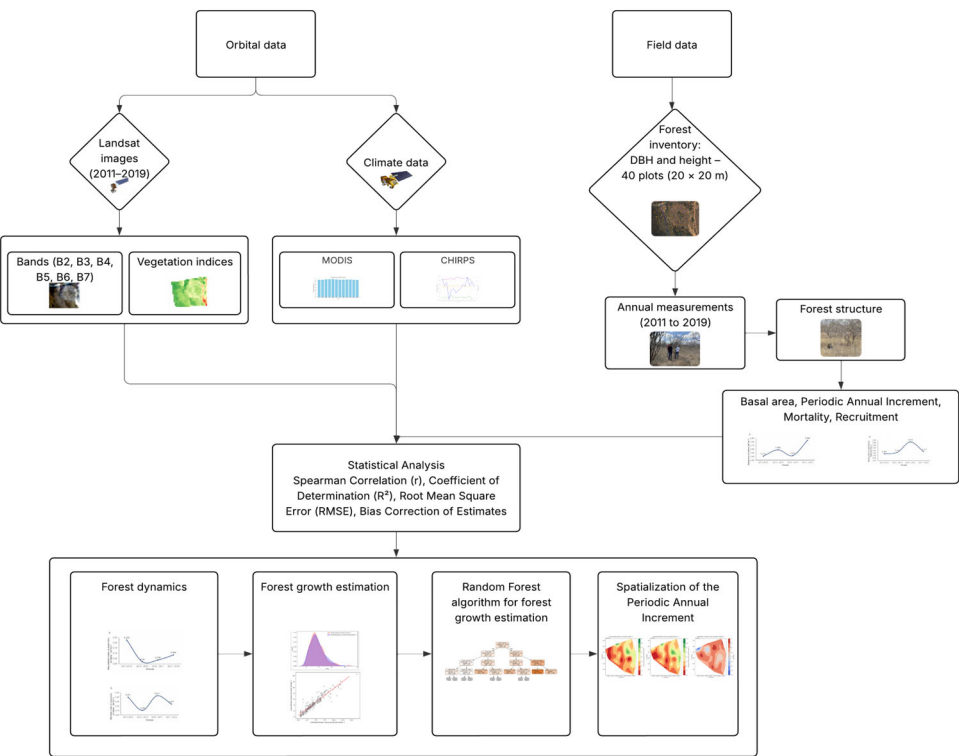 Orbital data
Field data
Landsat
images
(2011–2019)
Climate data
Forest
inventory:
DBH and height –
40 plots (20 × 20 m)
Bands (B2, B3, B4,
B5, B6, B7)
Vegetation indices
MODIS
CHIRPS
Annual measurements
(2011 to 2019)
Forest structure
Basal area, Periodic Annual Increment,
Mortality, Recruitment
Statistical Analysis
Spearman Correlation (r), Coefficient of
Determination (R²), Root Mean Square
Error (RMSE), Bias Correction of Estimates
Forest dynamics
Forest growth estimation
Random Forest
algorithm for forest
growth estimation
Spatialization of the
Periodic Annual
Increment